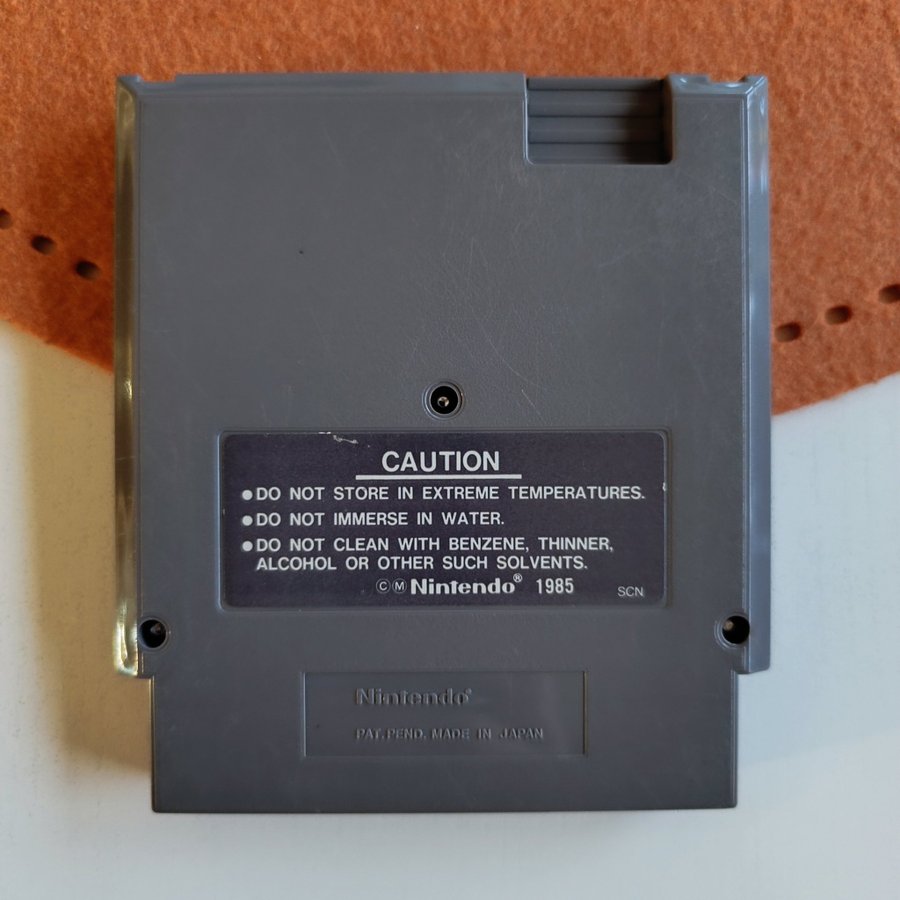 CAUTION
●DO NOT STORE IN EXTREME TEMPERATURES.
●DO NOT IMMERSE IN WATER.
●DO NOT CLEAN WITH BENZENE, THINNER,
ALCOHOL OR OTHER SUCH SOLVENTS.
ⒸⓂ Nintendo® 1985 SCN
Nintendo®
PAT. PEND. MADE IN JAPAN